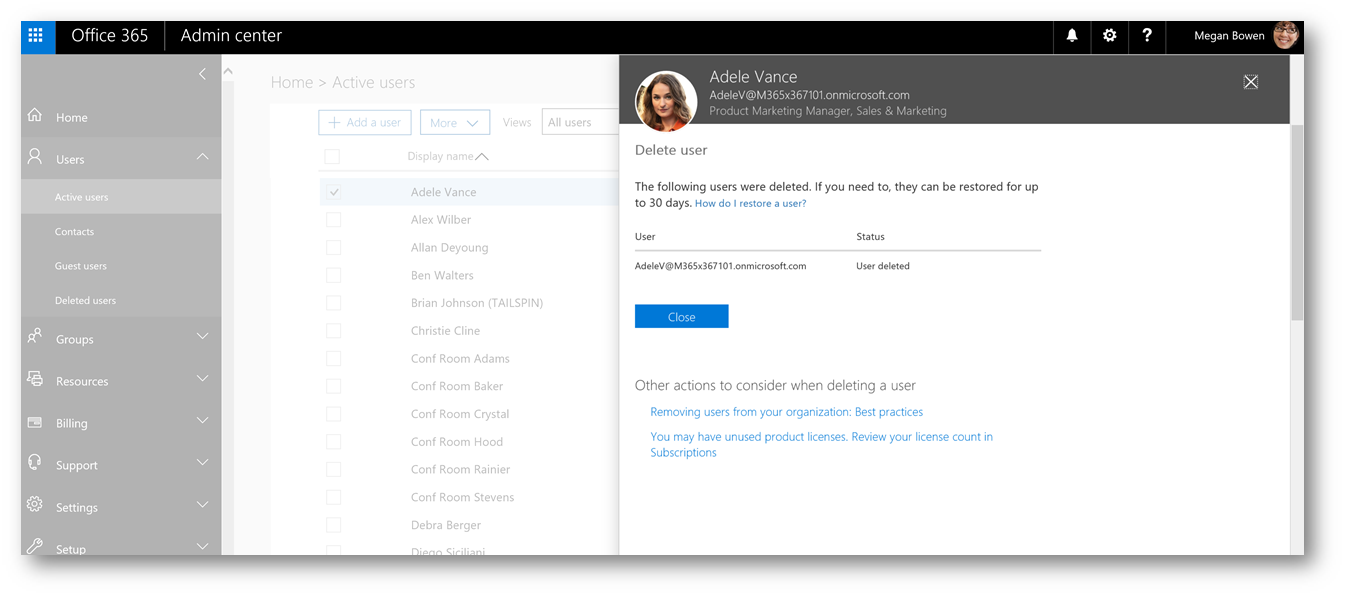 Office 365 Admin center
Megan Bowen
Home
Users
Active users
Contacts
Guest users
Deleted users
Groups
Resources
Billing
Support
Settings
Setup
Home > Active users
Add a user
More
Views
All users
Display name
Adele Vance
Alex Wilber
Allan Deyoung
Ben Walters
Brian Johnson (TAILSPIN)
Christie Cline
Conf Room Adams
Conf Room Baker
Conf Room Crystal
Conf Room Hood
Conf Room Rainier
Conf Room Stevens
Debra Berger
Diego Siciliani
Adele Vance
AdeleV@M365x367101.onmicrosoft.com
Product Marketing Manager, Sales & Marketing
Delete user
The following users were deleted. If you need to, they can be restored for up
to 30 days. How do I restore a user?
User Status
AdeleV@M365x367101.onmicrosoft.com User deleted
Close
Other actions to consider when deleting a user
Removing users from your organization: Best practices
You may have unused product licenses. Review your license count in
Subscriptions